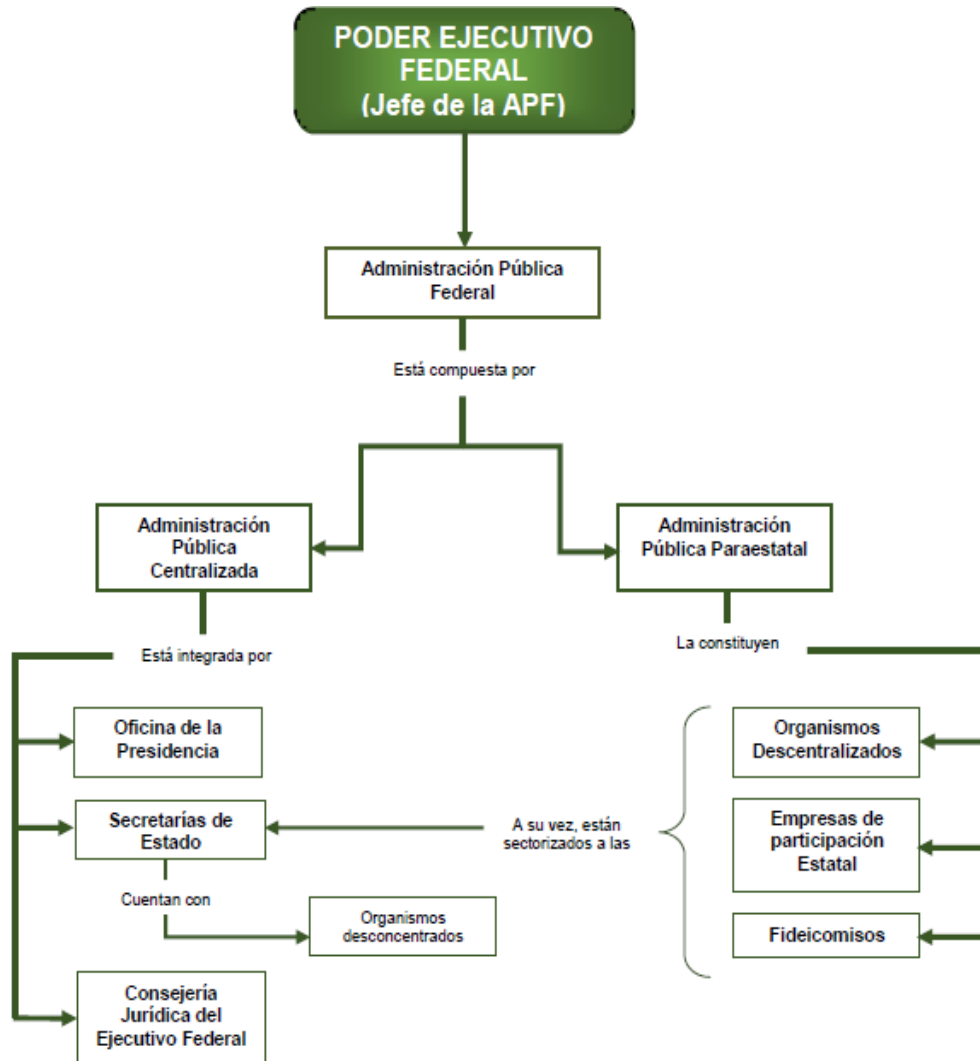 PODER EJECUTIVO
FEDERAL
(Jefe de la APF)
Administración Pública
Federal
Está compuesta por
Administración
Pública
Centralizada
Administración
Pública Paraestatal
Está integrada por
La constituyen
Oficina de la
Presidencia
Organismos
Descentralizados
Secretarías de
Estado
A su vez, están
sectorizados a las
Empresas de
participación
Estatal
Cuentan con
Organismos
desconcentrados
Fideicomisos
Consejería
Jurídica del
Ejecutivo Federal